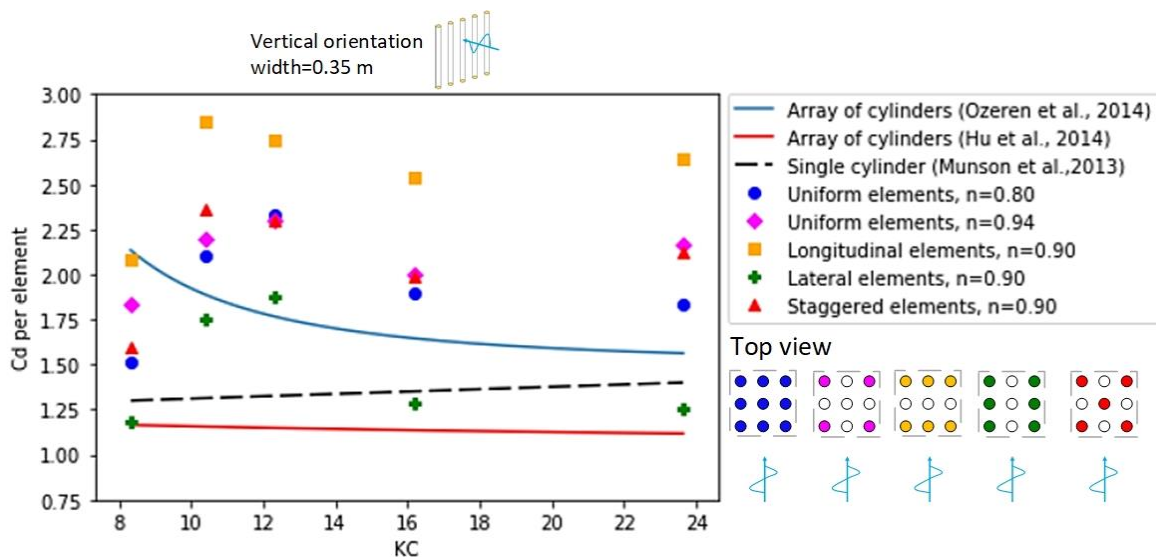 Vertical orientation
width=0.35 m
3.00
2.75
2.50
2.25
2.00
1.75
1.50
1.25
1.00
0.75
Cd per element
8
10
12
14
16
18
20
22
24
KC
Array of cylinders (Ozeren et al., 2014)
Array of cylinders (Hu et al., 2014)
Single cylinder (Munson et al.,2013)
Uniform elements, n=0.80
Uniform elements, n=0.94
Longitudinal elements, n=0.90
Lateral elements, n=0.90
Staggered elements, n=0.90
Top view